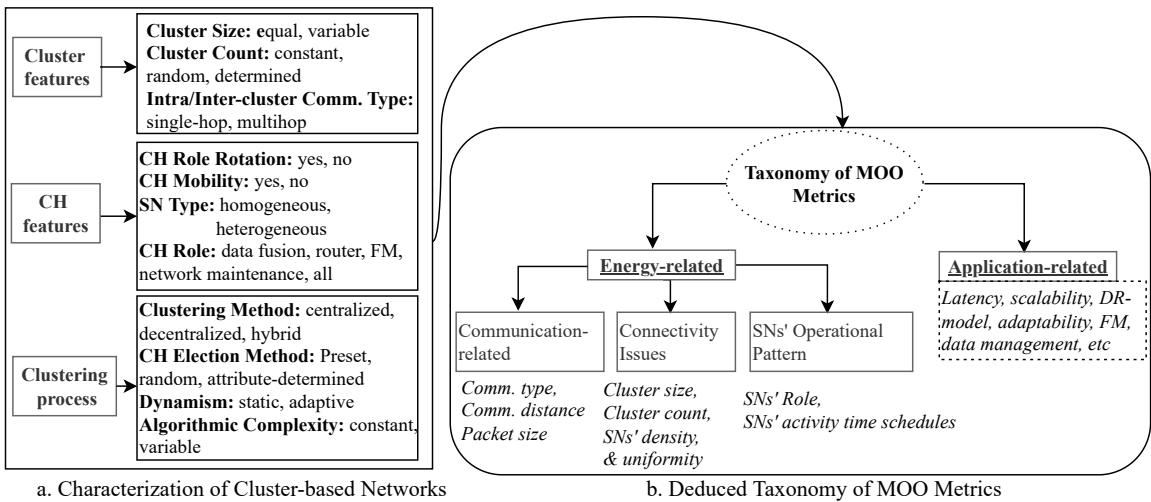 Cluster
features
Cluster Size: equal, variable
Cluster Count: constant,
random, determined
Intra/Inter-cluster Comm. Type:
single-hop, multihop
CH
features
CH Role Rotation: yes, no
CH Mobility: yes, no
SN Type: homogeneous,
heterogeneous
CH Role: data fusion, router, FM,
network maintenance, all
Clustering
process
Clustering Method: centralized,
decentralized, hybrid
CH Election Method: Preset,
random, attribute-determined
Dynamism: static, adaptive
Algorithmic Complexity: constant,
variable
a. Characterization of Cluster-based Networks
Taxonomy of MOO
Metrics
Energy-related
Communication-
related
Comm. type,
Comm. distance
Packet size
Connectivity
Issues
Cluster size,
Cluster count,
SNs' density,
& uniformity
SNs' Operational
Pattern
SNs' Role,
SNs' activity time schedules
Application-related
Latency, scalability, DR-
model, adaptability, FM,
data management, etc
b. Deduced Taxonomy of MOO Metrics